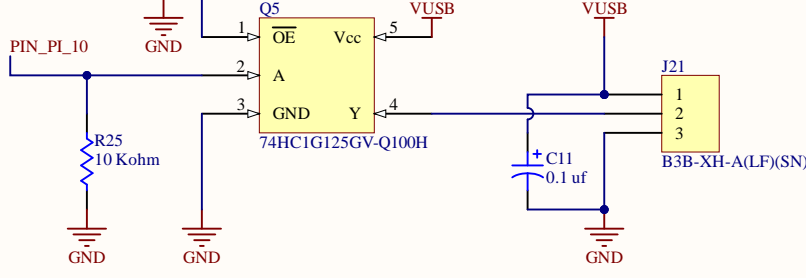 Q5
VUSB
VUSB
GND
1
OE
Vcc
5
PIN_PI_10
2
A
J21
1
3
GND
Y
4
2
3
74HC1G125GV-Q100H
R25
10 Kohm
C11
0.1 uf
+
B3B-XH-A(LF)(SN)
GND
GND
GND